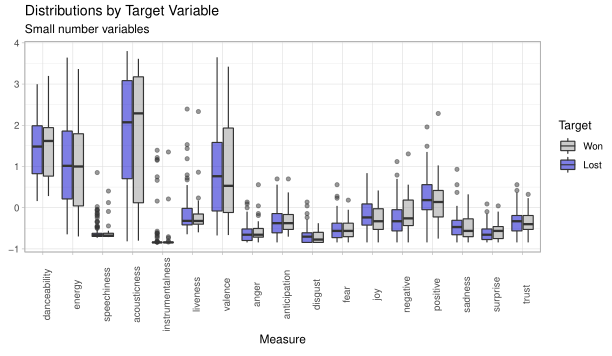 Distributions by Target Variable
Small number variables
4
3
2
1
0
−1
danceability
energy
speechiness
acousticness
instrumentalness
liveness
valence
anger
anticipation
disgust
fear
joy
negative
positive
sadness
surprise
trust
Measure
Target
Won
Lost